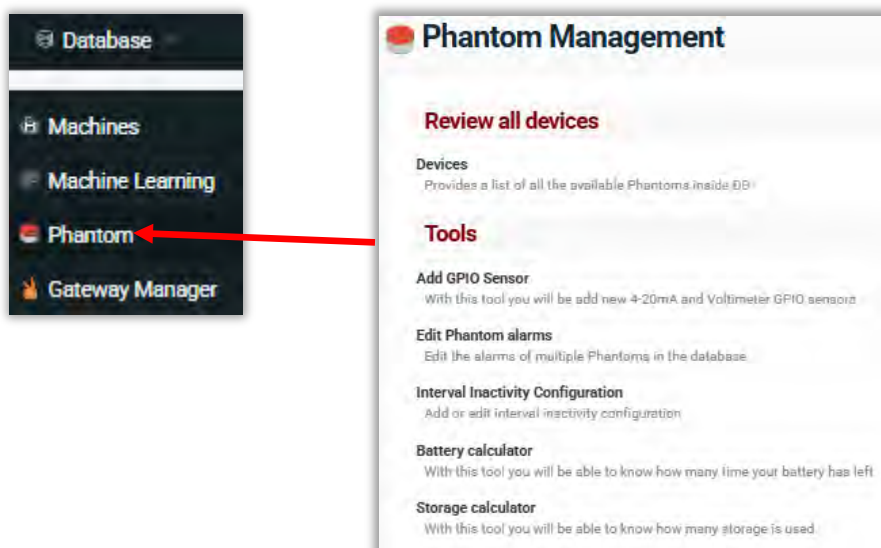 Database
Machines
Machine Learning
Phantom
Gateway Manager
Phantom Management
Review all devices
Devices
Provides a list of all the available Phantoms inside DB
Tools
Add GPIO Sensor
With this tool you will be add new 4-20mA and Voltimeter GPIO sensors
Edit Phantom alarms
Edit the alarms of multiple Phantoms in the database
Interval Inactivity Configuration
Add or edit interval inactivity configuration
Battery calculator
With this tool you will be able to know how many time your battery has left
Storage calculator
With this tool you will be able to know how many storage is used